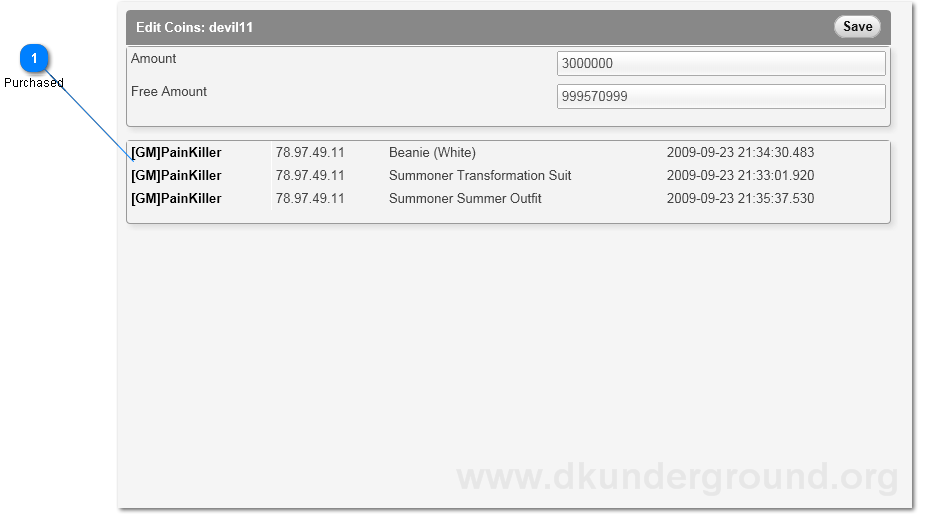 Edit Coins: devil11 Save
1
Purchased
Amount 3000000
Free Amount 999570999
[GM]PainKiller 78.97.49.11 Beanie (White) 2009-09-23 21:34:30.483
[GM]PainKiller 78.97.49.11 Summoner Transformation Suit 2009-09-23 21:33:01.920
[GM]PainKiller 78.97.49.11 Summoner Summer Outfit 2009-09-23 21:35:37.530
www.dkunderground.org